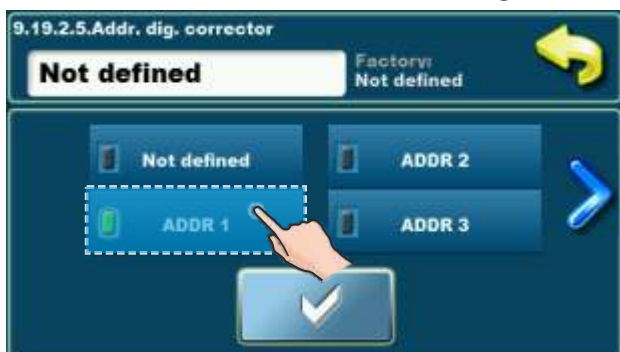 9.19.2.5.Addr. dig. corrector
Not defined
Factory:
Not defined
Not defined
ADDR 2
ADDR 1
ADDR 3